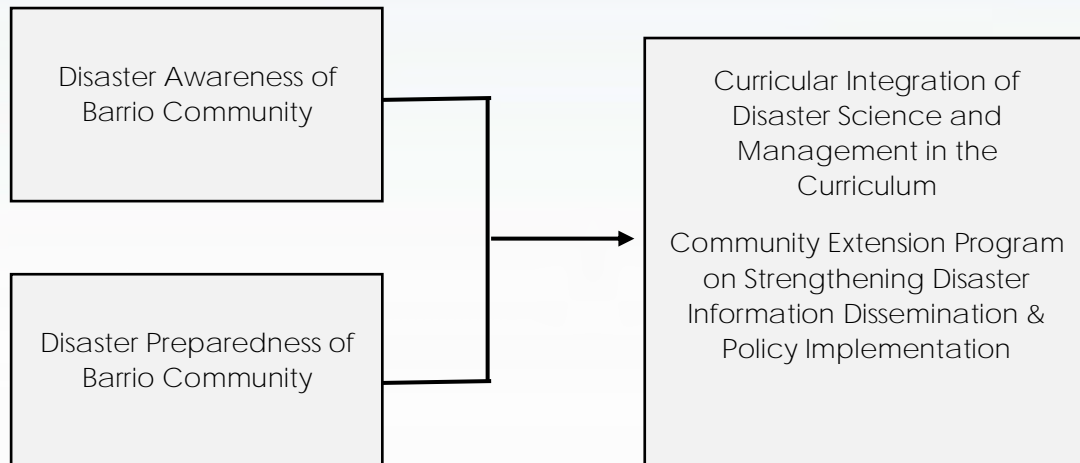 Disaster Awareness of
Barrio Community
Disaster Preparedness of
Barrio Community
Curricular Integration of
Disaster Science and
Management in the
Curriculum
Community Extension Program
on Strengthening Disaster
Information Dissemination &
Policy Implementation